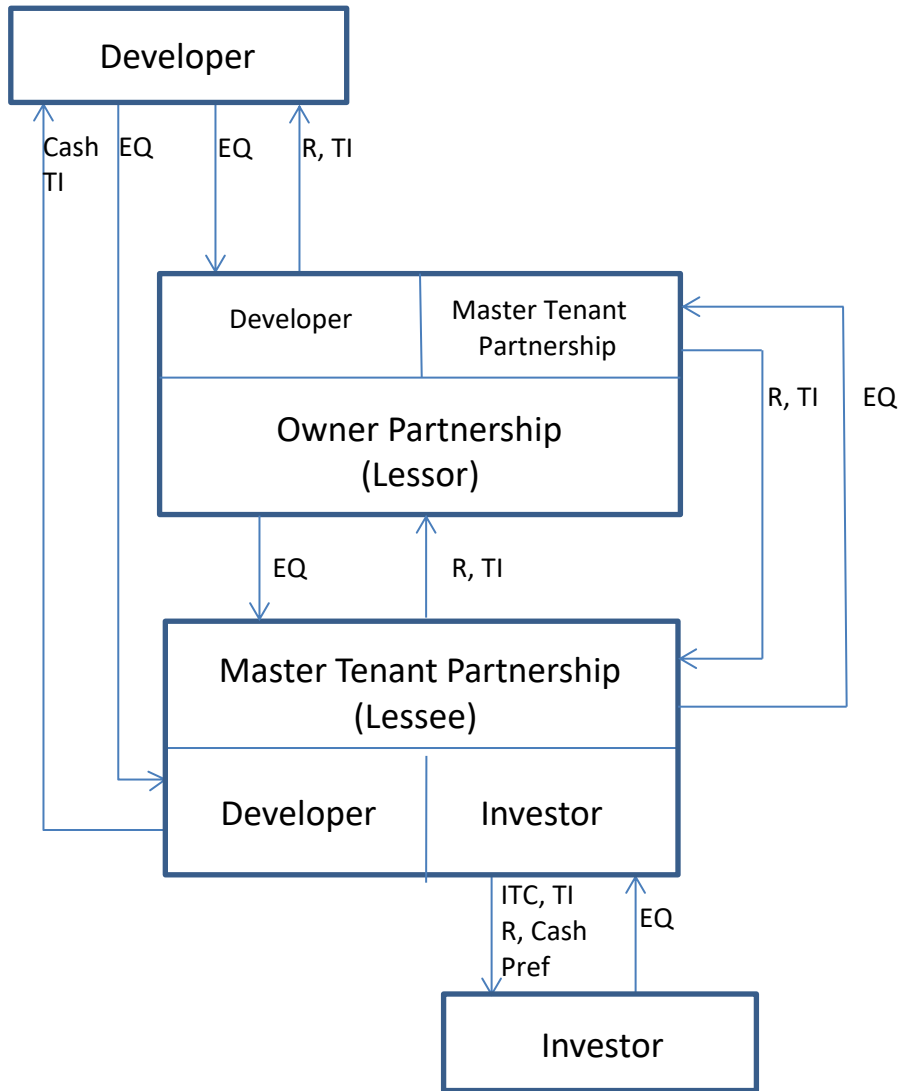 Developer
Cash
TI
EQ
EQ
R, TI
Developer
Master Tenant
Partnership
R, TI
EQ
Owner Partnership
(Lessor)
EQ
R, TI
Master Tenant Partnership
(Lessee)
Developer
Investor
ITC, TI
R, Cash
Pref
EQ
Investor